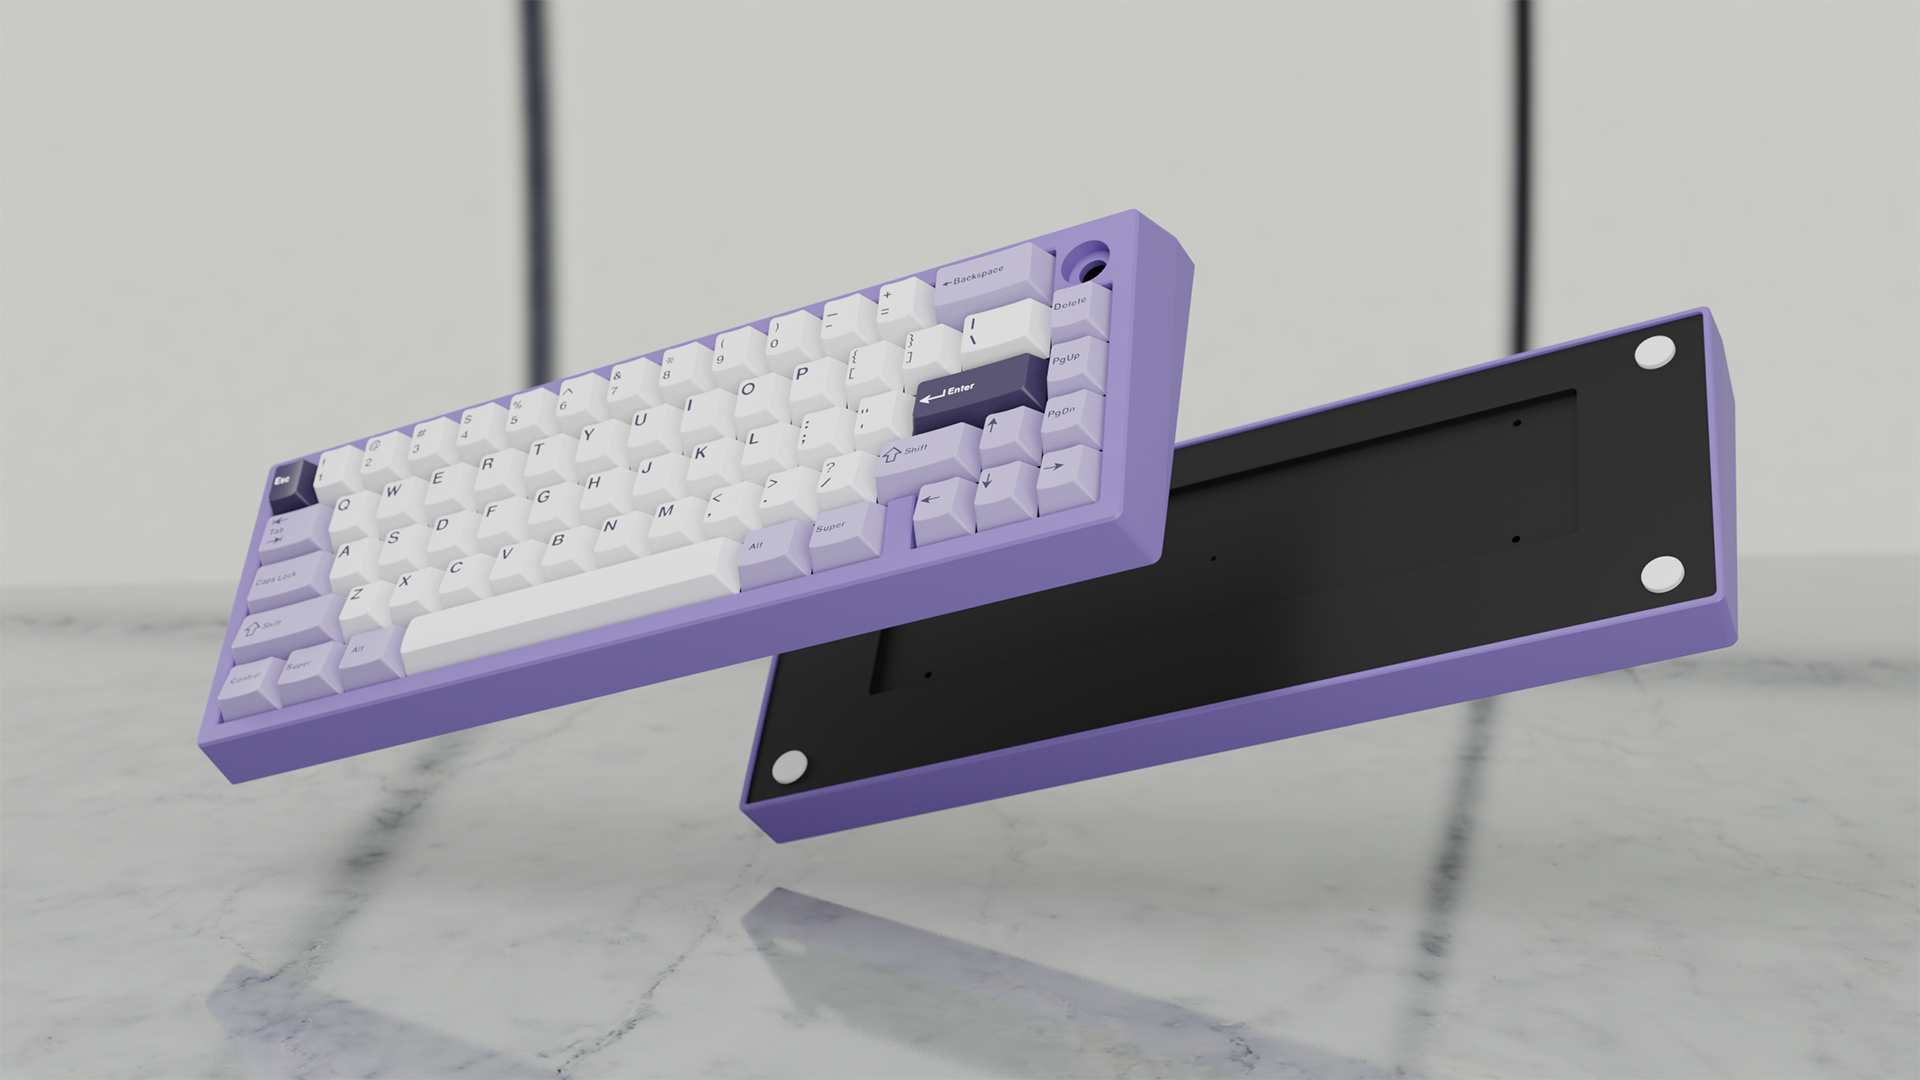 Esc ! 1 @ 2 # 3 $ 4 % 5 ^ 6 & 7 * 8 ( 9 ) 0 _ - + = ←Backspace
Tab Q W E R T Y U I O P { [ } ] | \ Delete
Caps Lock A S D F G H J K L : ; " ' Enter PgUp
Shift Z X C V B N M < , > . ? / Shift ↑ PgDn
Control Super Alt Alt Super ← ↓ →